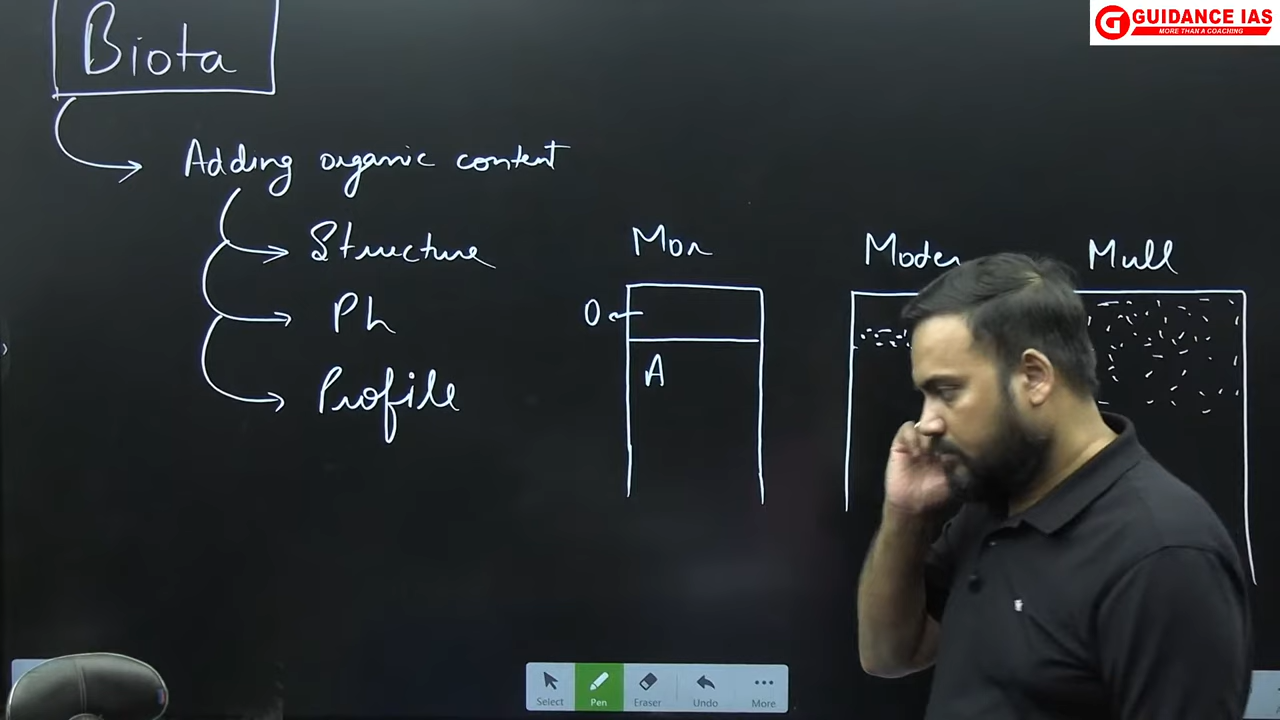 GUIDANCE IAS
MORE THAN A COACHING
Biota
Adding organic content
Structure
Ph
Profile
Mor
O
A
Moder
Mull
Select
Pen
Eraser
Undo
More